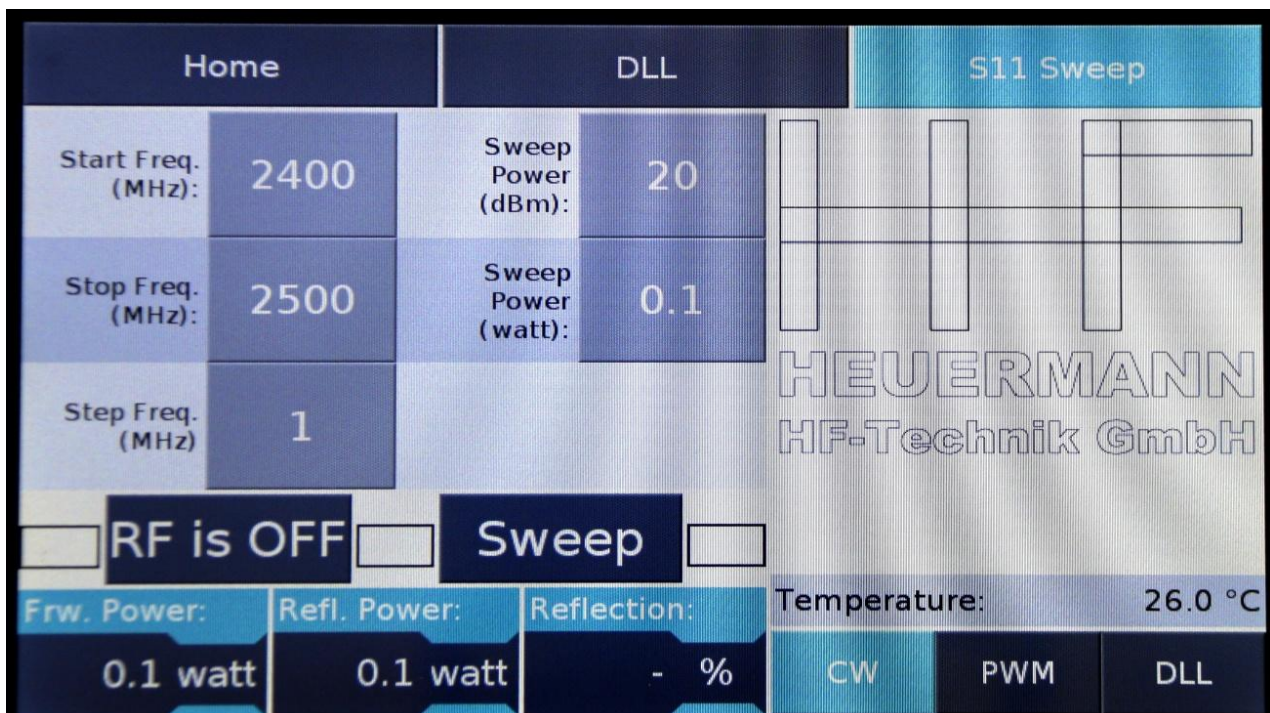 Home
DLL
S11 Sweep
Start Freq.
(MHz):
2400
Sweep
Power
(dBm):
20
Stop Freq.
(MHz):
2500
Sweep
Power
(watt):
0.1
Step Freq.
(MHz)
1
HEUERMANN
HF-Technik GmbH
RF is OFF
Sweep
Frw. Power:
Refl. Power:
Reflection:
Temperature: 26.0 °C
0.1 watt
0.1 watt
- %
CW
PWM
DLL